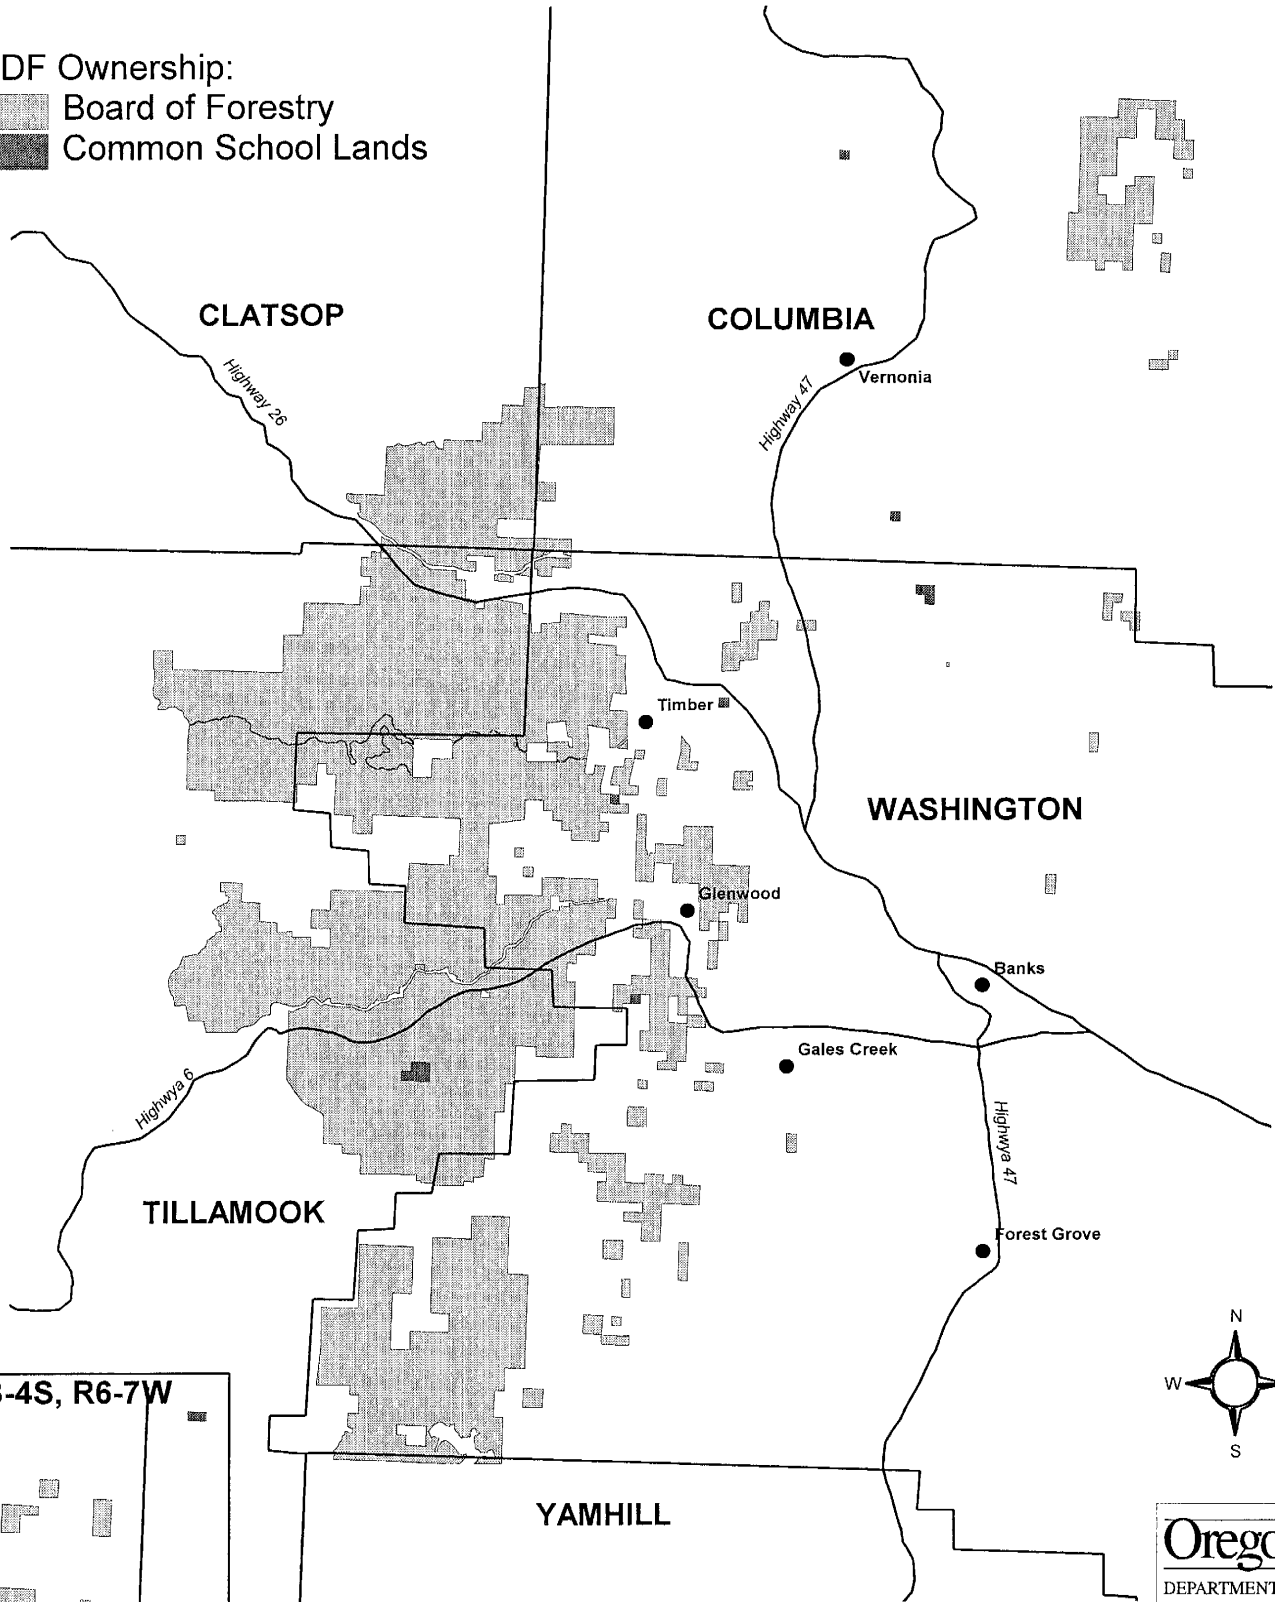 DF Ownership:
Board of Forestry
Common School Lands
CLATSOP
COLUMBIA
Vernonia
Highway 26
Highway 47
Timber
WASHINGTON
Glenwood
Banks
Gales Creek
Highwya 6
Highwya 47
TILLAMOOK
Forest Grove
N
W
S
-4S, R6-7W
YAMHILL
Orego
DEPARTMENT